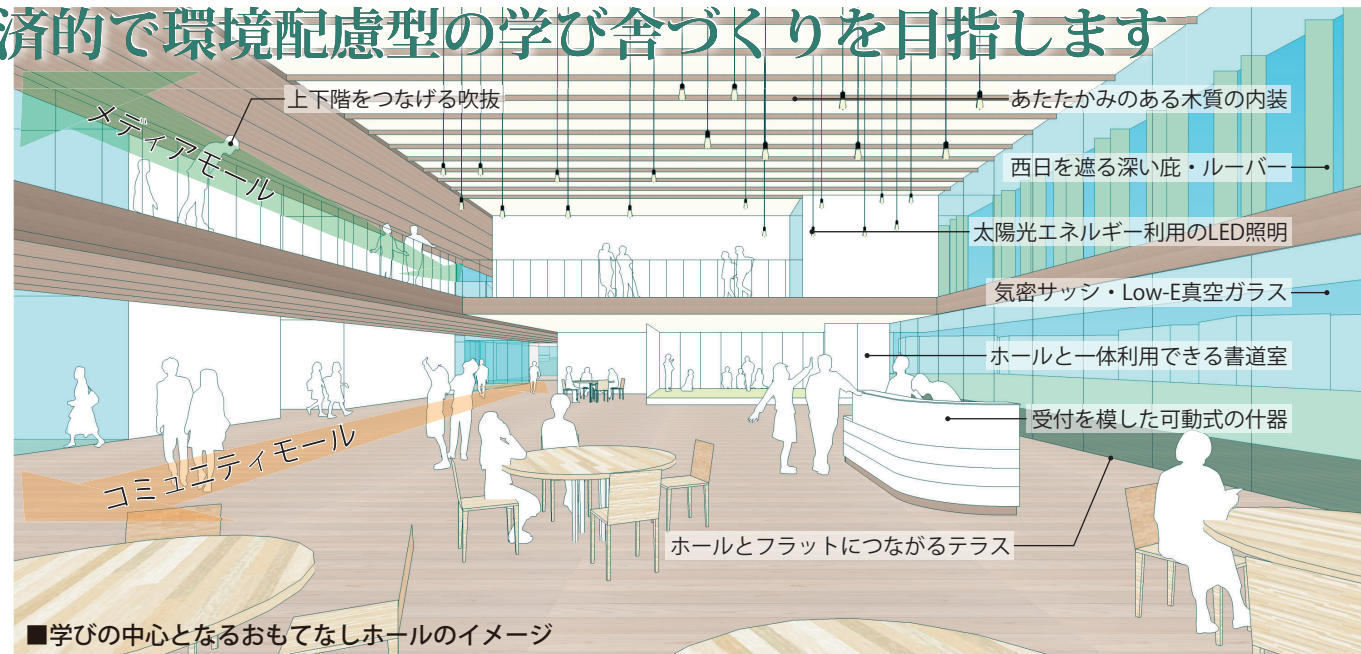 済的で環境配慮型の学び舎づくりを目指します
上下階をつなげる吹抜
メディアモール
あたたかみのある木質の内装
西日を遮る深い庇・ルーバー
太陽光エネルギー利用のLED照明
気密サッシ・Low-E真空ガラス
ホールと一体利用できる書道室
受付を模した可動式の什器
コミュニティモール
ホールとフラットにつながるテラス
■学びの中心となるおもてなしホールのイメージ